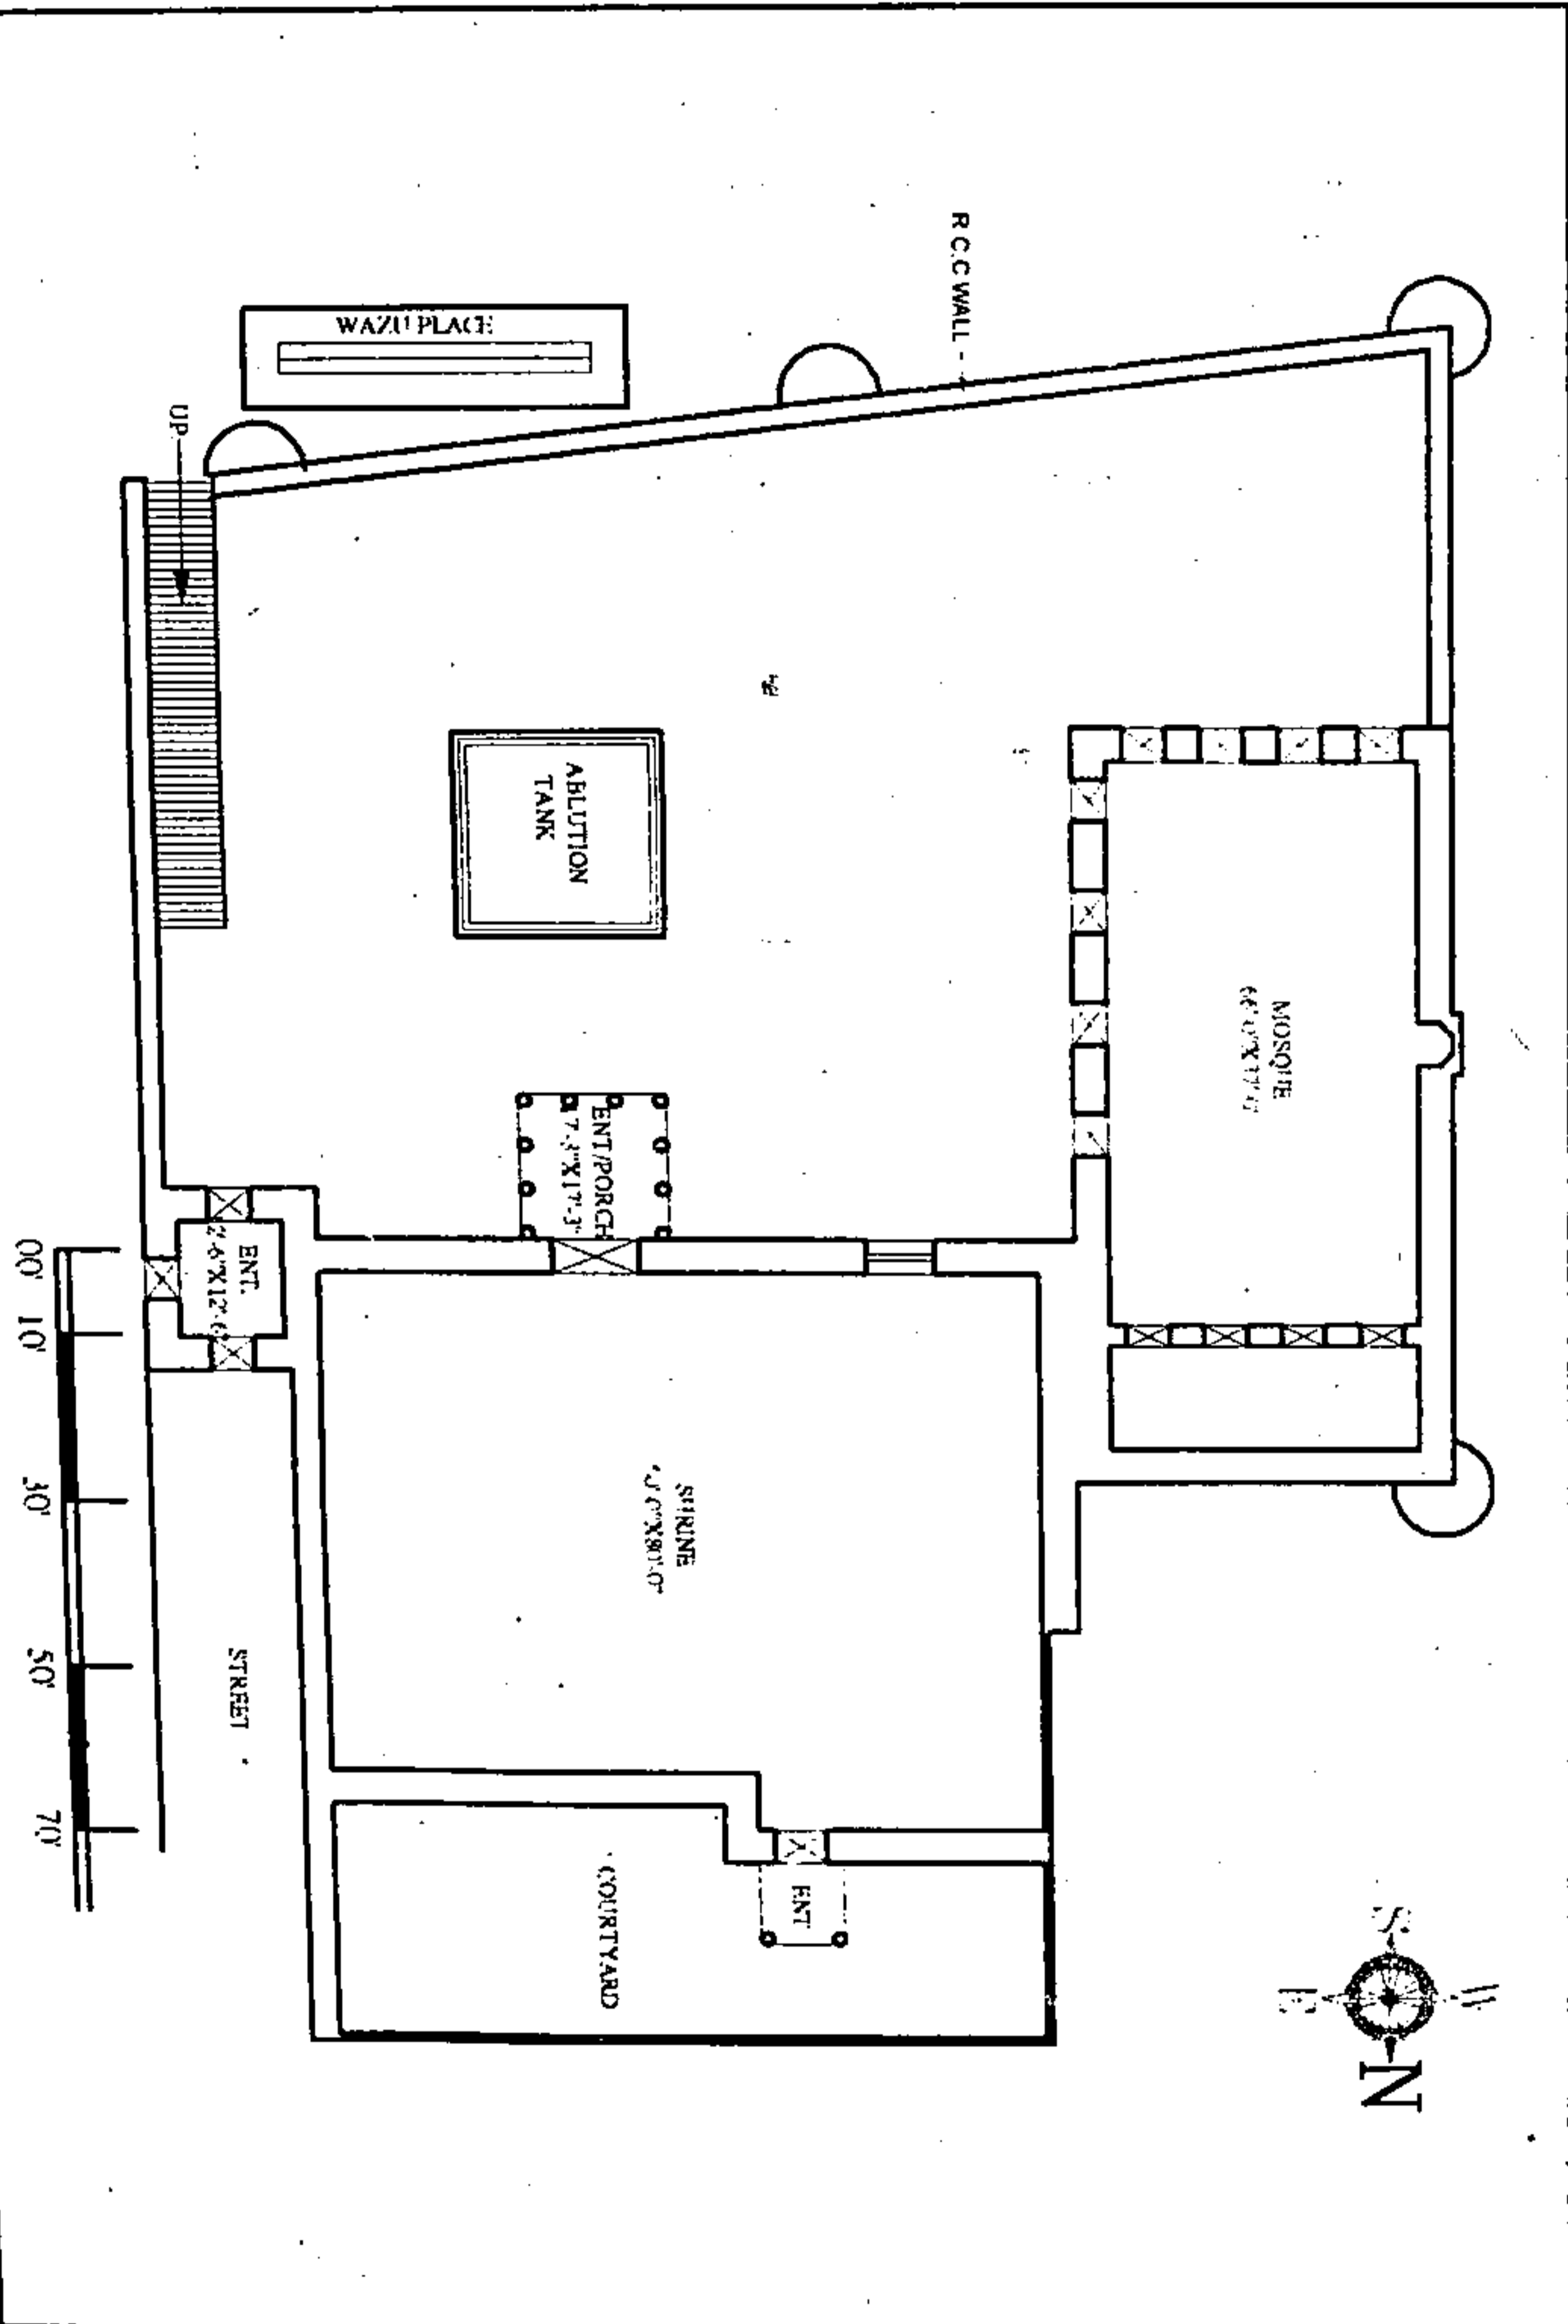 R.C.C WALL
WAZU PLACE
UP
ABLUTION
TANK
MOSQUE
ENT/PORCH
ENT.
SHRINE
STREET
COURTYARD
ENT
00' 10' 30' 50' 70'
S
W
E
N